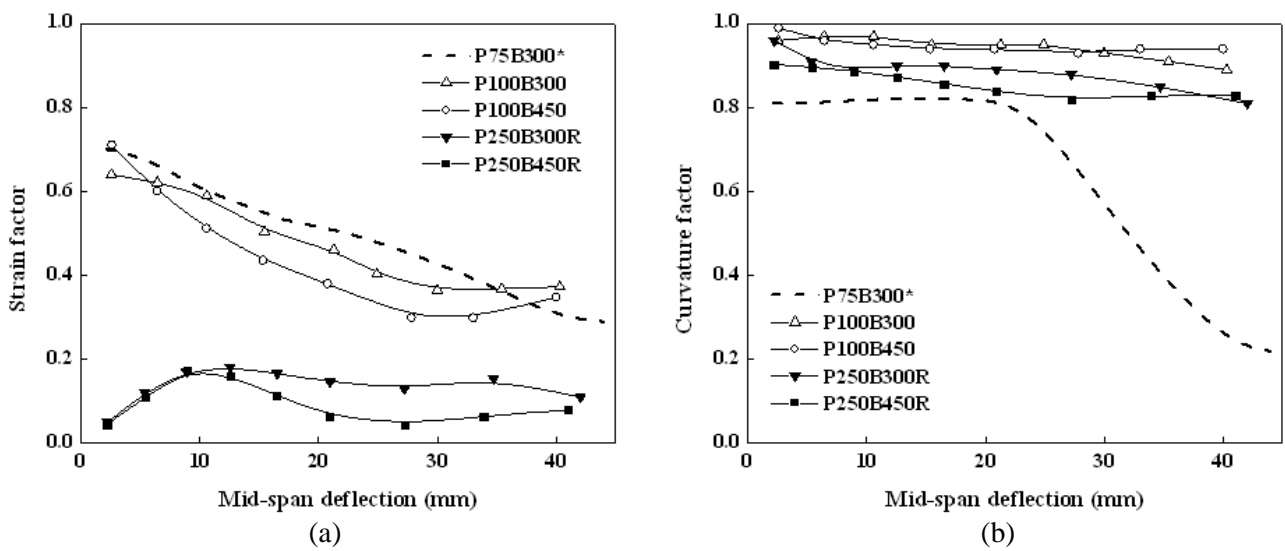 1.0
0.8
0.6
0.4
0.2
0.0
Strain factor
P75B300*
P100B300
P100B450
P250B300R
P250B450R
0
10
20
30
40
Mid-span deflection (mm)
(a)
1.0
0.8
0.6
0.4
0.2
0.0
Curvature factor
P75B300*
P100B300
P100B450
P250B300R
P250B450R
0
10
20
30
40
Mid-span deflection (mm)
(b)